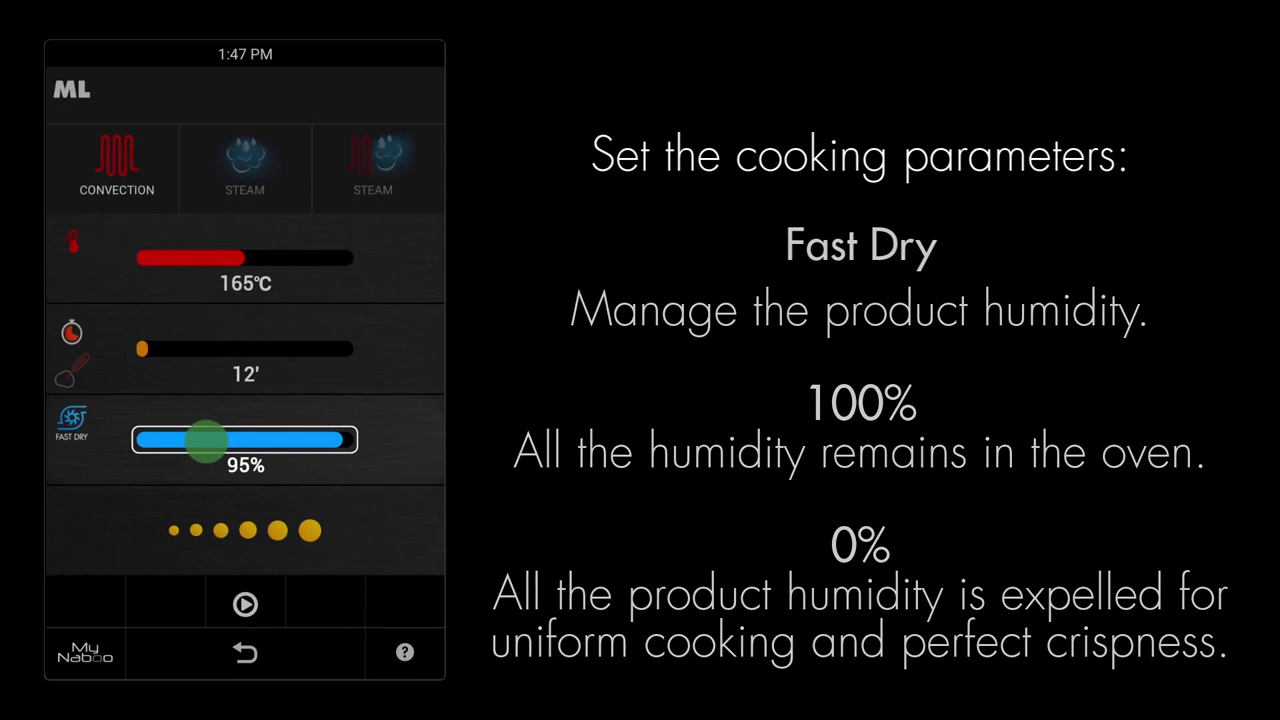 1:47 PM
ML
CONVECTION
STEAM
STEAM
165°C
12'
FAST DRY
95%
My
Naboo
?
Set the cooking parameters:
Fast Dry
Manage the product humidity.
100%
All the humidity remains in the oven.
0%
All the product humidity is expelled for
uniform cooking and perfect crispness.